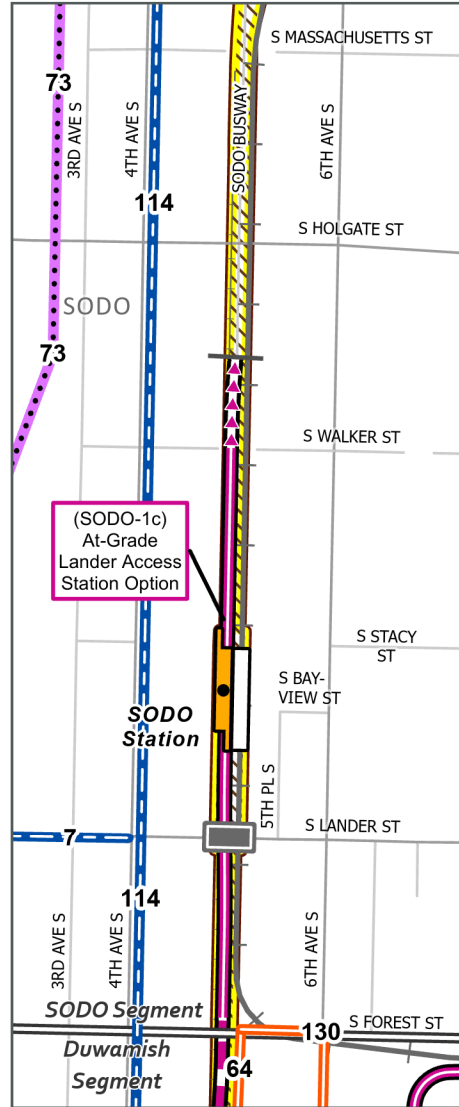 S MASSACHUSETTS ST
73
3RD AVE S
4TH AVE S
SODO BUSWAY
6TH AVE S
114
S HOLGATE ST
SODO
73
S WALKER ST
(SODO-1c)
At-Grade
Lander Access
Station Option
S STACY
ST
S BAY-
VIEW ST
SODO
Station
5TH PL S
S LANDER ST
7
114
3RD AVE S
4TH AVE S
6TH AVE S
SODO Segment
S FOREST ST
130
Duwamish
Segment
64